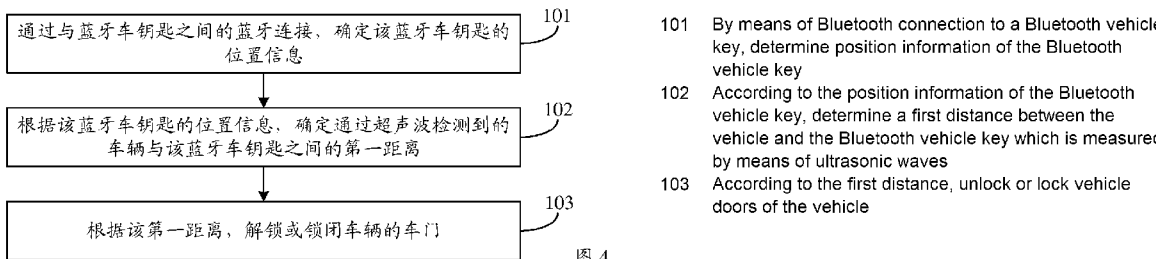 101
通过与蓝牙车钥匙之间的蓝牙连接，确定该蓝牙车钥匙的
位置信息
102
根据该蓝牙车钥匙的位置信息，确定通过超声波检测到的
车辆与该蓝牙车钥匙之间的第一距离
103
根据该第一距离，解锁或锁闭车辆的车门
图 4
101 By means of Bluetooth connection to a Bluetooth vehicle
key, determine position information of the Bluetooth
vehicle key
102 According to the position information of the Bluetooth
vehicle key, determine a first distance between the
vehicle and the Bluetooth vehicle key which is measured
by means of ultrasonic waves
103 According to the first distance, unlock or lock vehicle
doors of the vehicle